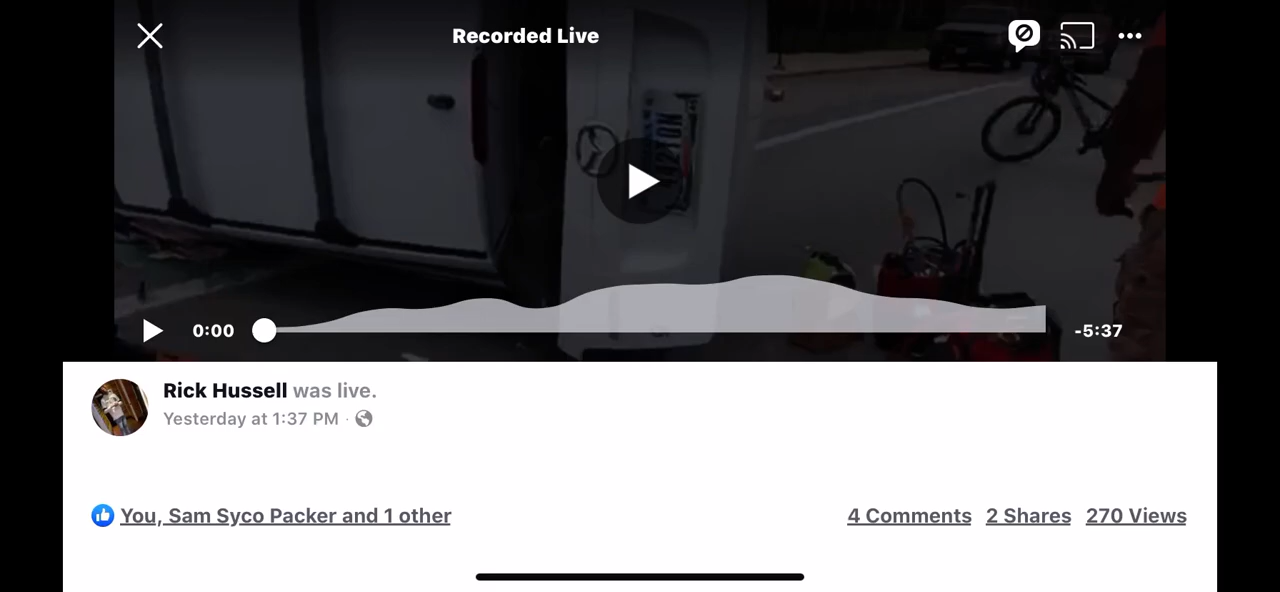 Recorded Live
0:00
-5:37
Rick Hussell was live.
Yesterday at 1:37 PM ·
You, Sam Syco Packer and 1 other
4 Comments 2 Shares 270 Views